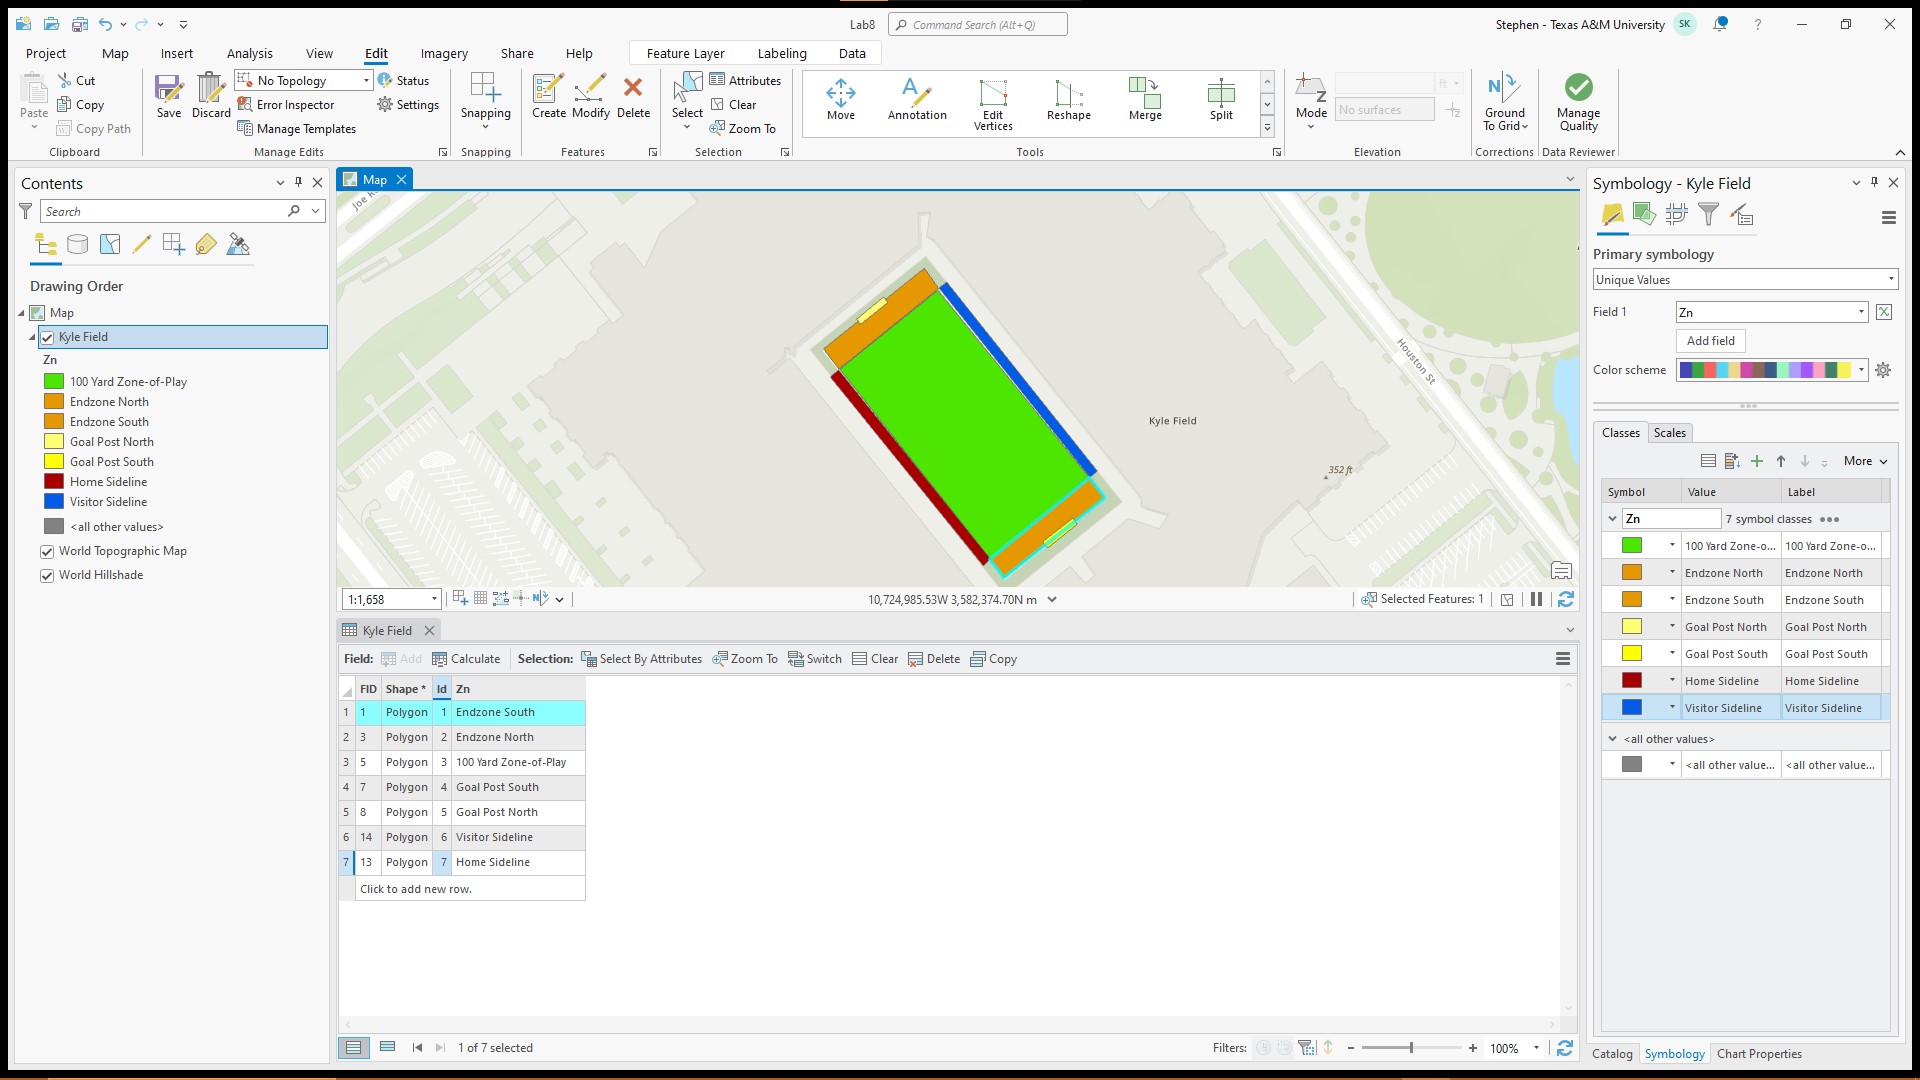 Lab8
Command Search (Alt+Q)
Stephen - Texas A&M University
SK
?
Project
Map
Insert
Analysis
View
Edit
Imagery
Share
Help
Feature Layer
Labeling
Data
Paste
Cut
Copy
Copy Path
Clipboard
Save
Discard
No Topology
Error Inspector
Manage Templates
Status
Settings
Manage Edits
Snapping
Snapping
Create
Modify
Delete
Features
Select
Attributes
Clear
Zoom To
Selection
Move
Annotation
Edit
Vertices
Reshape
Merge
Split
Tools
Mode
ft
No surfaces
Elevation
Ground
To Grid
Corrections
Manage
Quality
Data Reviewer
Contents
Search
Drawing Order
Map
Kyle Field
Zn
100 Yard Zone-of-Play
Endzone North
Endzone South
Goal Post North
Goal Post South
Home Sideline
Visitor Sideline
<all other values>
World Topographic Map
World Hillshade
Map
Houston St
Kyle Field
352 ft
1:1,658
10,724,985.53W 3,582,374.70N m
Selected Features: 1
Kyle Field
Field:
Add
Calculate
Selection:
Select By Attributes
Zoom To
Switch
Clear
Delete
Copy
FID Shape * Id Zn
1 1 Polygon 1 Endzone South
2 3 Polygon 2 Endzone North
3 5 Polygon 3 100 Yard Zone-of-Play
4 7 Polygon 4 Goal Post South
5 8 Polygon 5 Goal Post North
6 14 Polygon 6 Visitor Sideline
7 13 Polygon 7 Home Sideline
Click to add new row.
1 of 7 selected
Filters:
100%
Symbology - Kyle Field
Primary symbology
Unique Values
Field 1
Zn
Add field
Color scheme
Classes
Scales
More
Symbol Value Label
Zn 7 symbol classes
100 Yard Zone-o... 100 Yard Zone-o...
Endzone North Endzone North
Endzone South Endzone South
Goal Post North Goal Post North
Goal Post South Goal Post South
Home Sideline Home Sideline
Visitor Sideline Visitor Sideline
<all other values>
<all other value... <all other value...
Catalog
Symbology
Chart Properties